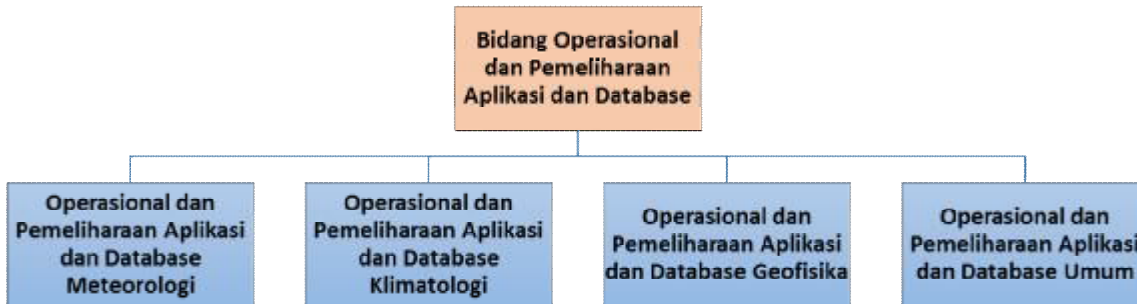 Bidang Operasional
dan Pemeliharaan
Aplikasi dan Database
Operasional dan
Pemeliharaan Aplikasi
dan Database
Meteorologi
Operasional dan
Pemeliharaan Aplikasi
dan Database
Klimatologi
Operasional dan
Pemeliharaan Aplikasi
dan Database Geofisika
Operasional dan
Pemeliharaan Aplikasi
dan Database Umum